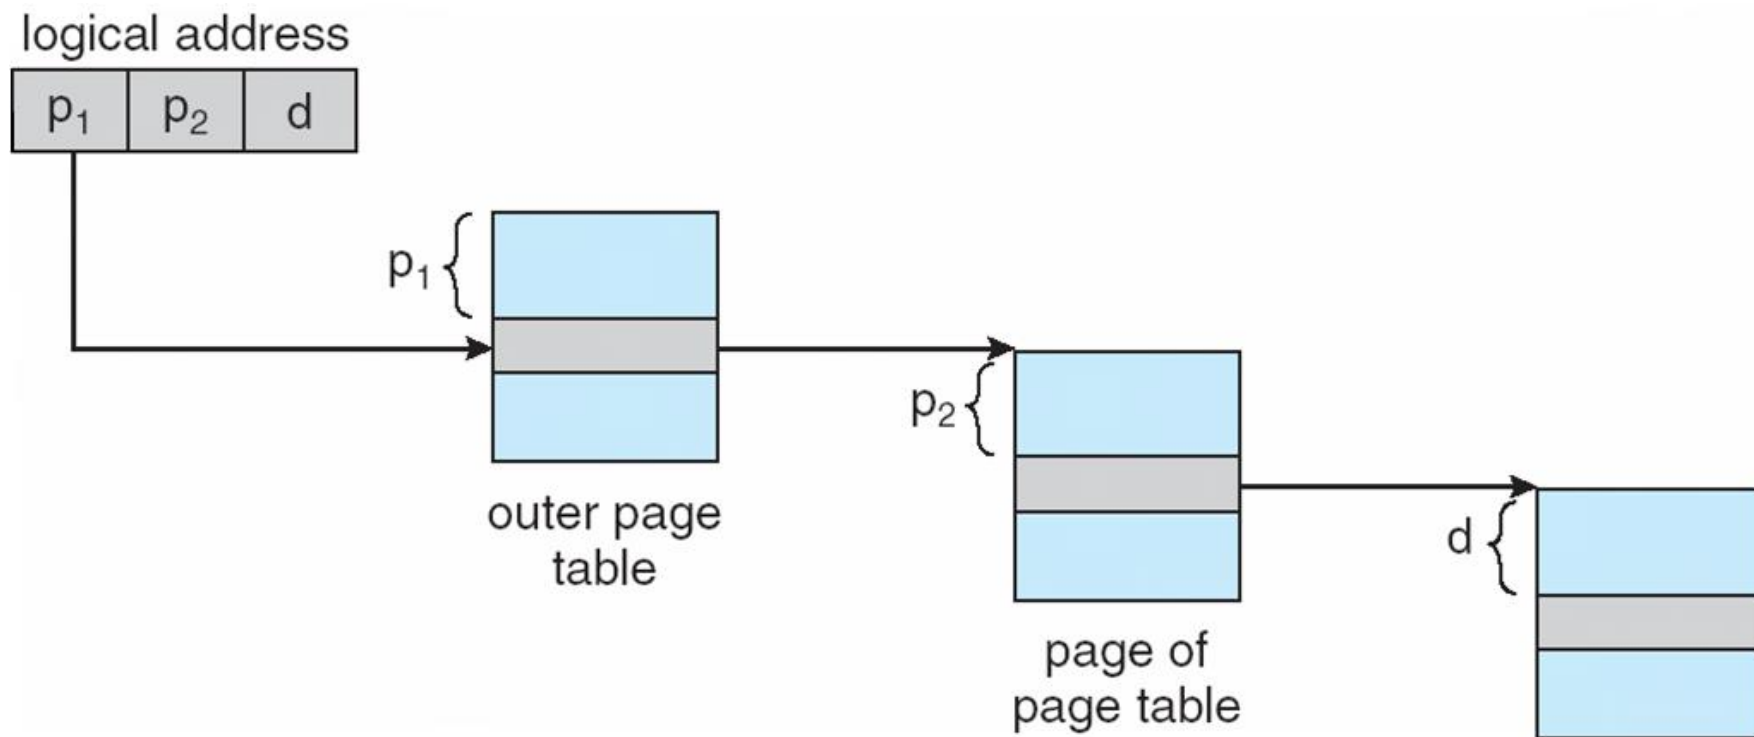 logical address
p₁ p₂ d
p₁
outer page
table
p₂
page of
page table
d